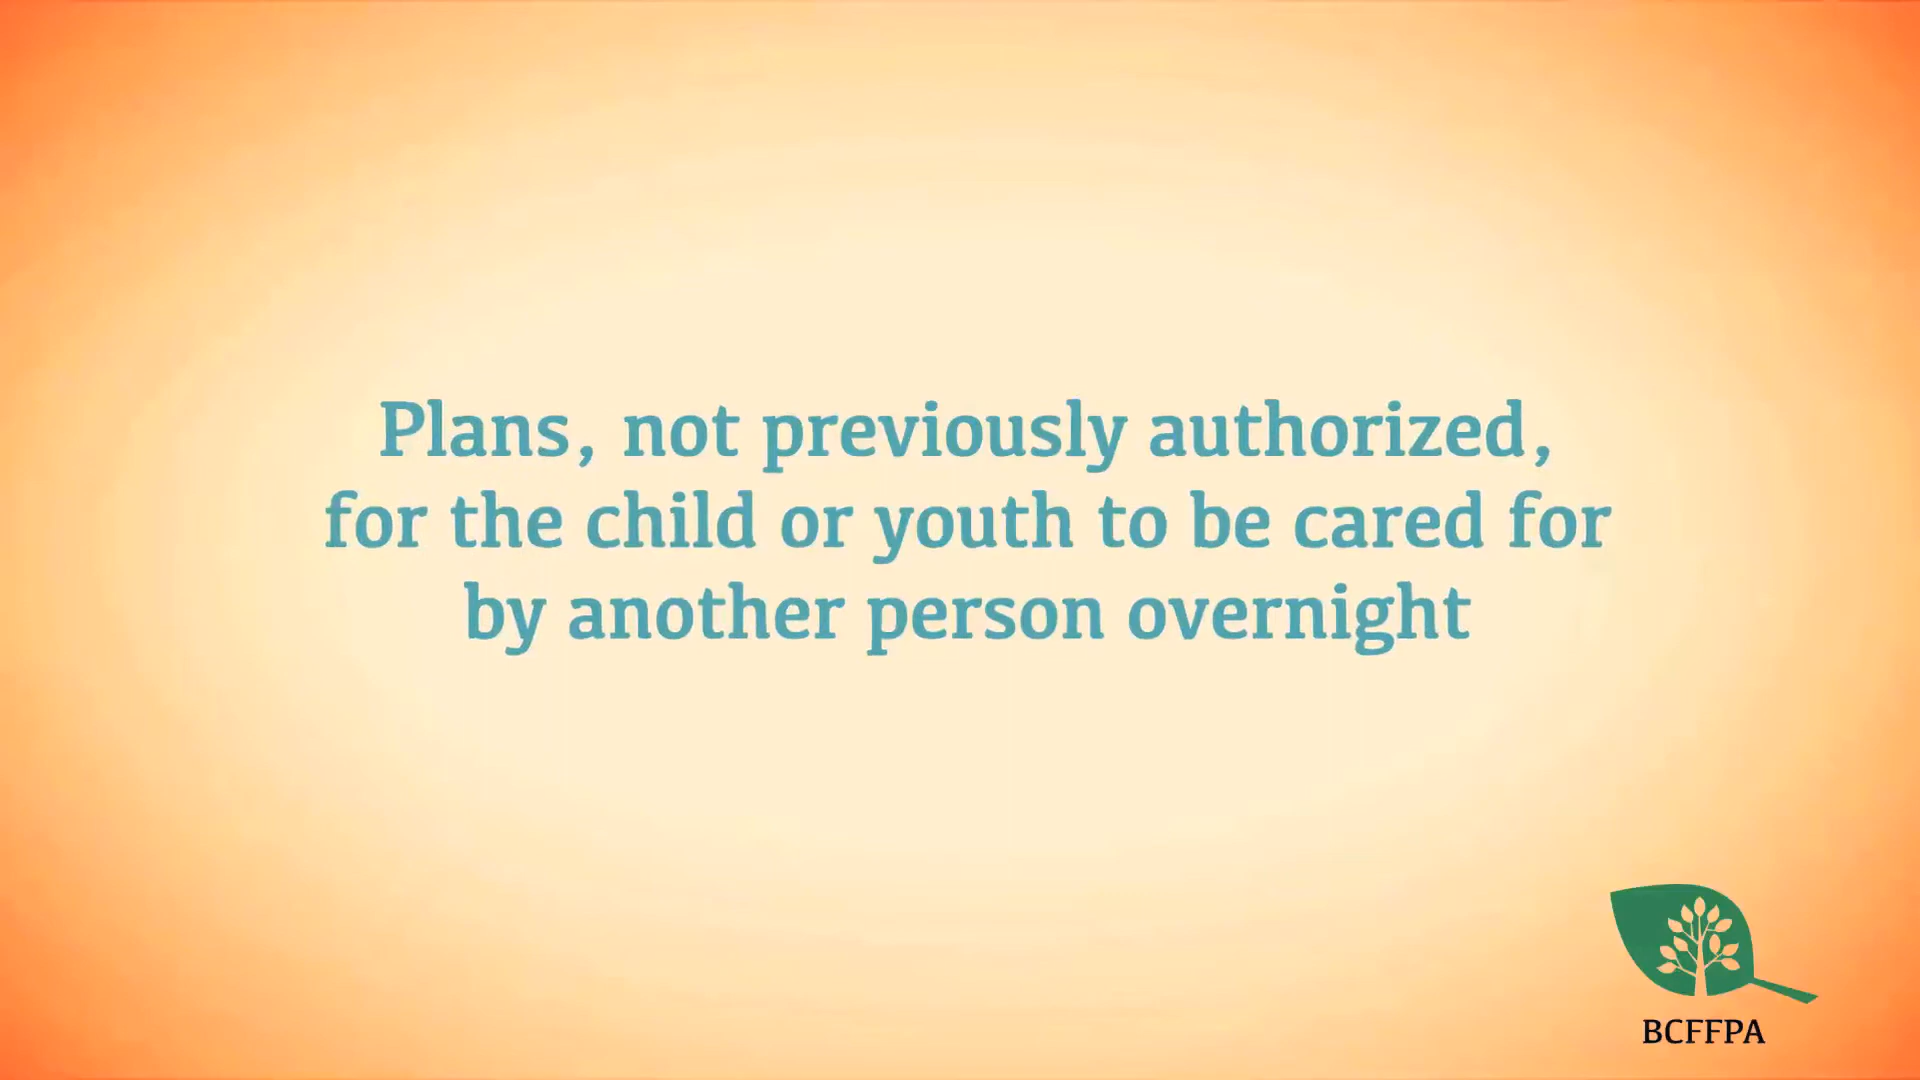 Plans, not previously authorized,
for the child or youth to be cared for
by another person overnight
BCFFPA